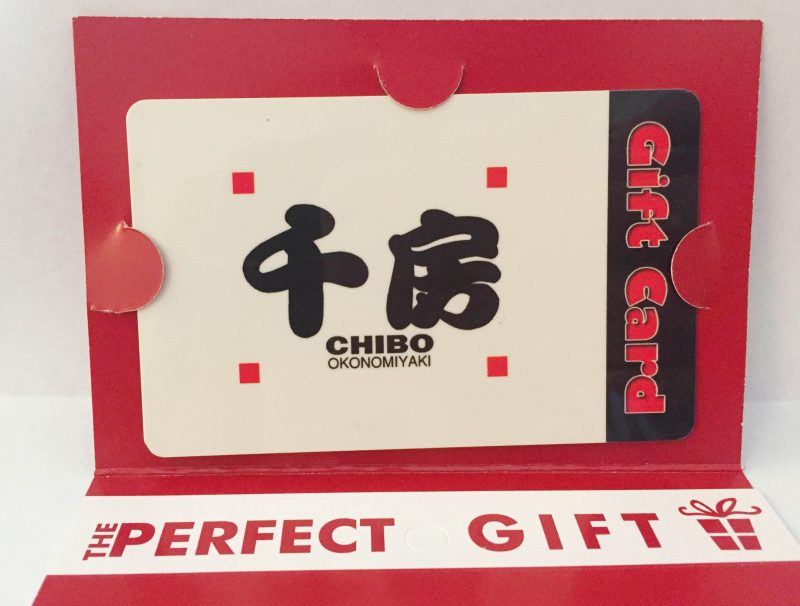 千房
CHIBO
OKONOMIYAKI
Gift Card
THE PERFECT GIFT